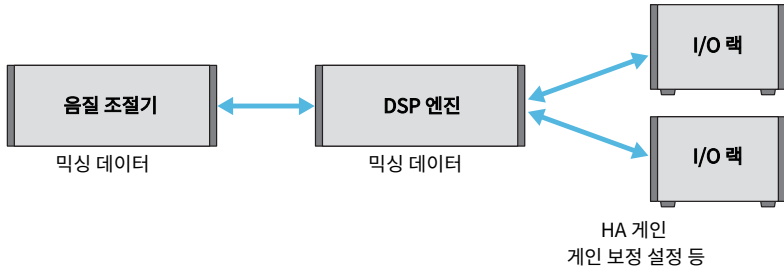 I/O 랙
음질 조절기
DSP 엔진
I/O 랙
믹싱 데이터
믹싱 데이터
HA 게인
게인 보정 설정 등